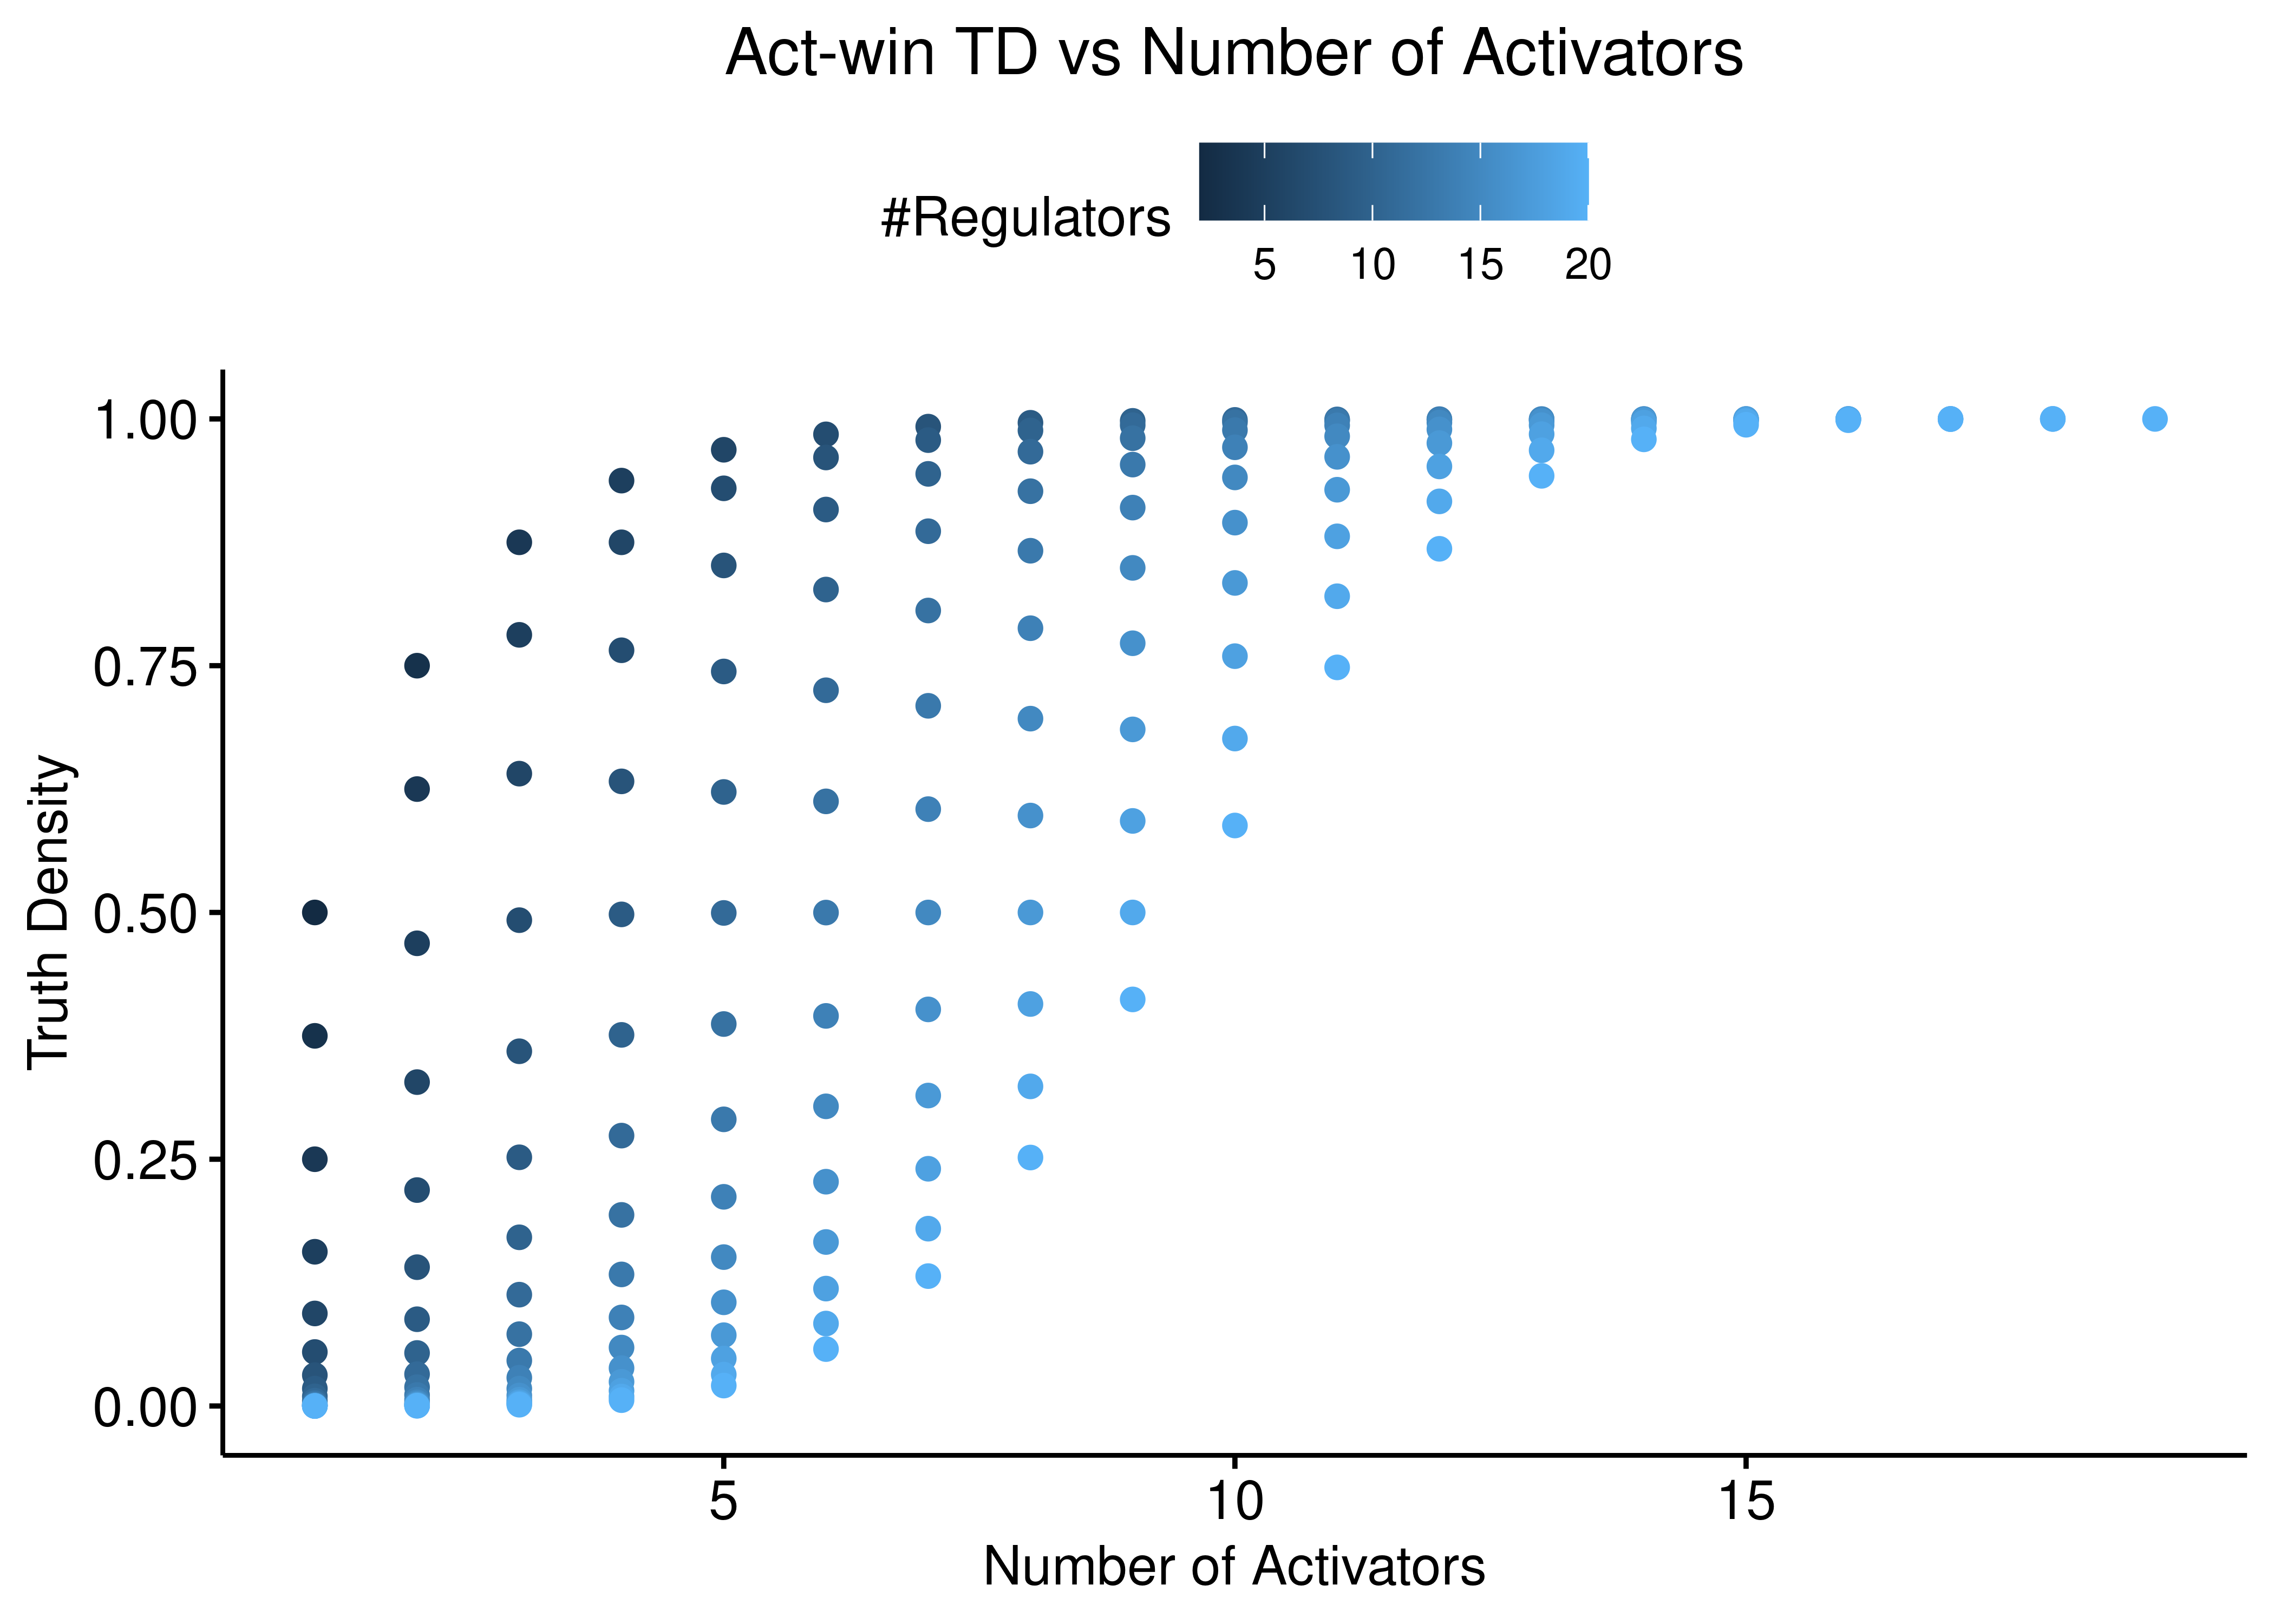 Act-win TD vs Number of Activators
#Regulators
5 10 15 20
1.00
0.75
0.50
0.25
0.00
Truth Density
5 10 15
Number of Activators